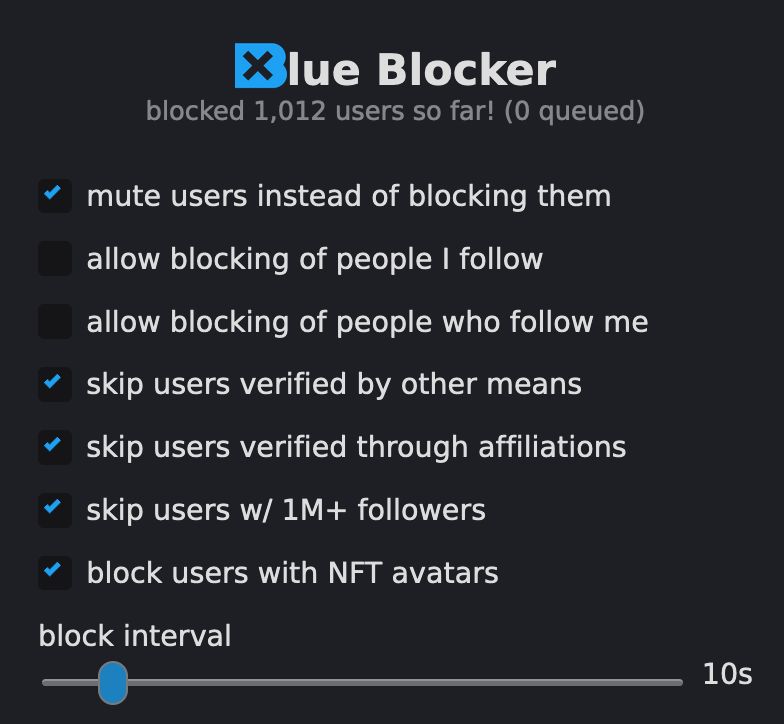 Blue Blocker
blocked 1,012 users so far! (0 queued)
mute users instead of blocking them
allow blocking of people I follow
allow blocking of people who follow me
skip users verified by other means
skip users verified through affiliations
skip users w/ 1M+ followers
block users with NFT avatars
block interval
10s